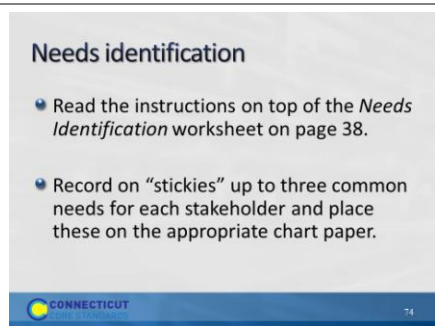 Needs identification
Read the instructions on top of the Needs
Identification worksheet on page 38.
Record on “stickies” up to three common
needs for each stakeholder and place
these on the appropriate chart paper.
CONNECTICUT
CORE STANDARDS
74